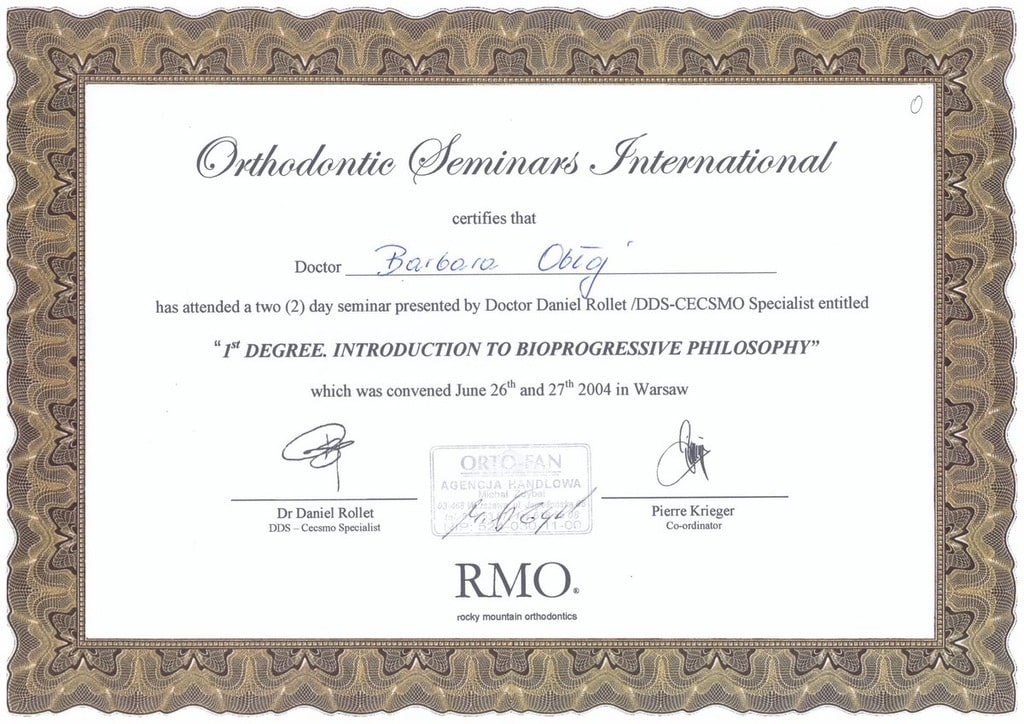 Orthodontic Seminars International
certifies that
Doctor Barbara
has attended a two (2) day seminar presented by Doctor Daniel Rollet /DDS-CECSMO Specialist entitled
“1st DEGREE. INTRODUCTION TO BIOPROGRESSIVE PHILOSOPHY”
which was convened June 26th and 27th 2004 in Warsaw
ORTO-FAN
AGENCJA HANDLOWA
Michał
Dr Daniel Rollet
DDS – Cecsmo Specialist
Pierre Krieger
Co-ordinator
RMO®
rocky mountain orthodontics